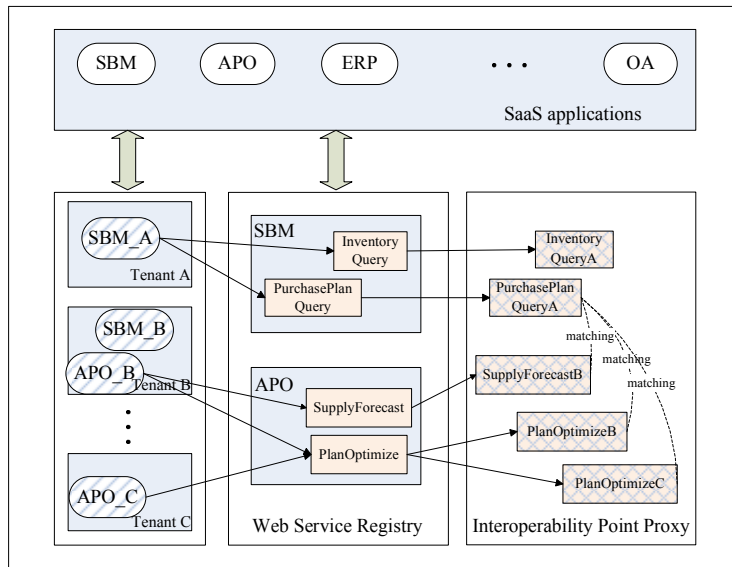 SBM
APO
ERP
...
OA
SaaS applications
SBM_A
Tenant A
SBM_B
APO_B
Tenant B
APO_C
Tenant C
SBM
Inventory
Query
PurchasePlan
Query
APO
SupplyForecast
PlanOptimize
Web Service Registry
Inventory
QueryA
PurchasePlan
QueryA
matching
matching
matching
SupplyForecastB
PlanOptimizeB
PlanOptimizeC
Interoperability Point Proxy